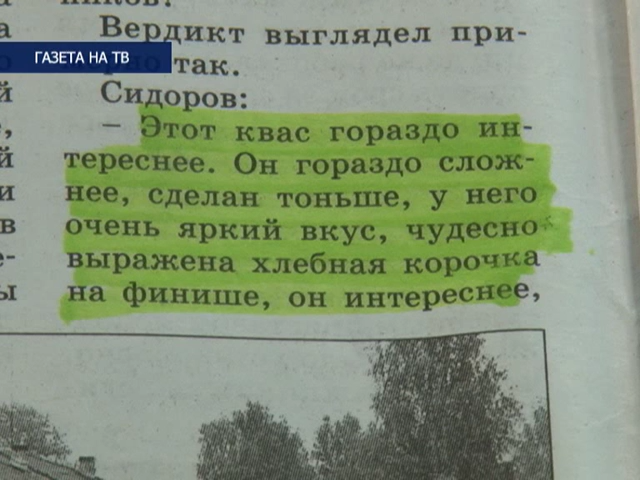 ников.
Вердикт выглядел при-
ГАЗЕТА НА ТВ
так.
Сидоров:
– Этот квас гораздо ин-
тереснее. Он гораздо слож-
нее, сделан тоньше, у него
очень яркий вкус, чудесно
выражена хлебная корочка
на финише, он интереснее,